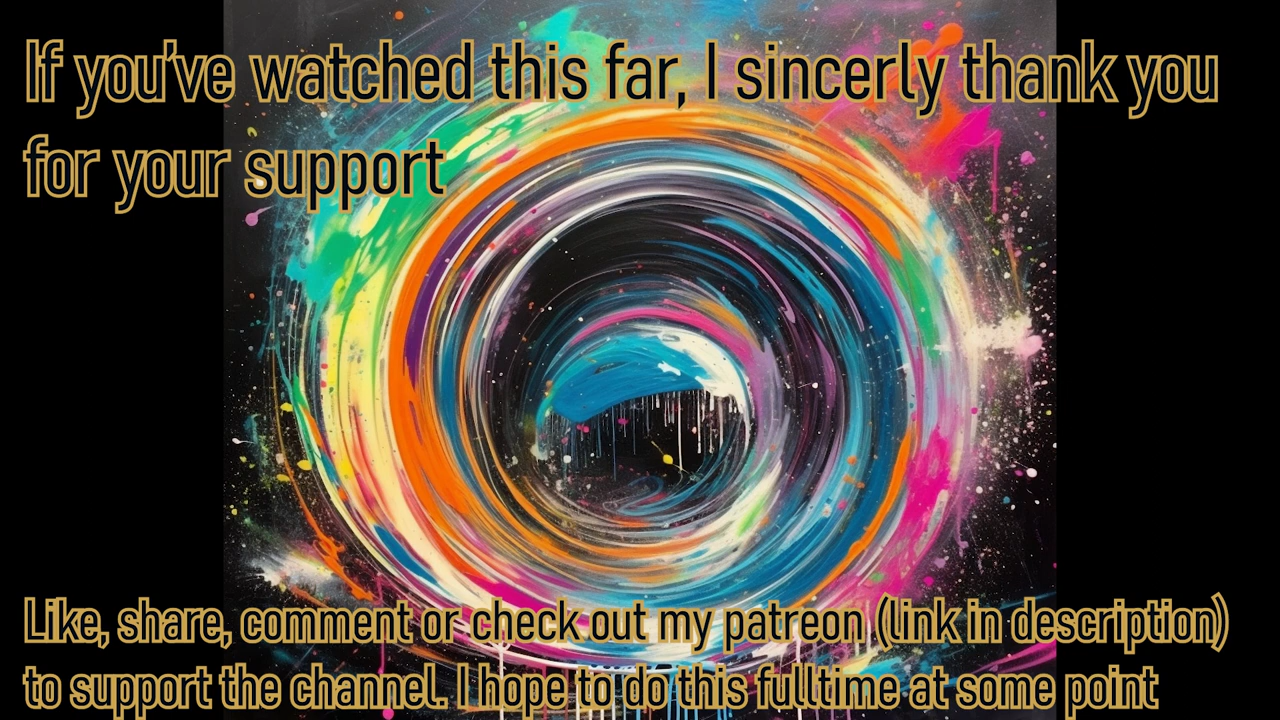 If you've watched this far, I sincerly thank you
for your support
Like, share, comment or check out my patreon (link in description)
to support the channel. I hope to do this fulltime at some point